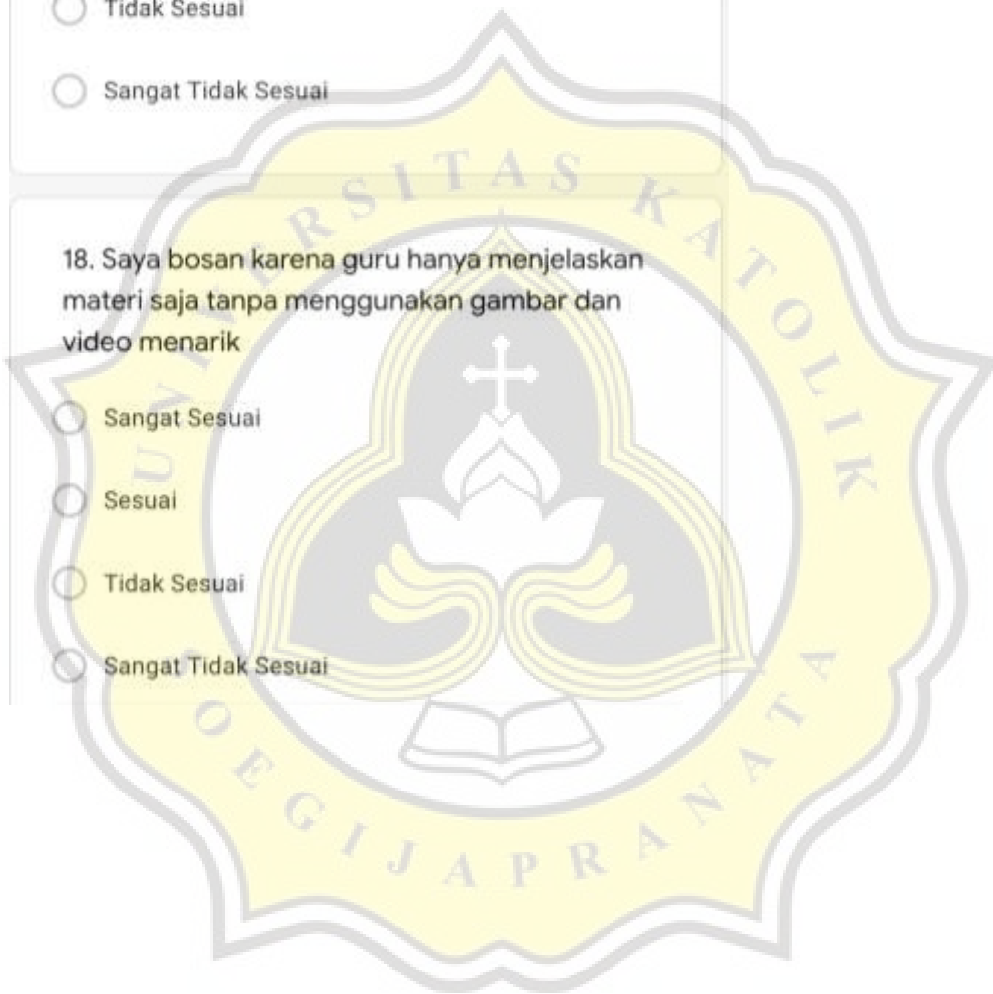 Tidak Sesuai
Sangat Tidak Sesuai
UNIVERSITAS KATOLIK
18. Saya bosan karena guru hanya menjelaskan
materi saja tanpa menggunakan gambar dan
video menarik
Sangat Sesuai
Sesuai
Tidak Sesuai
Sangat Tidak Sesuai
SOEGIJAPRANATA